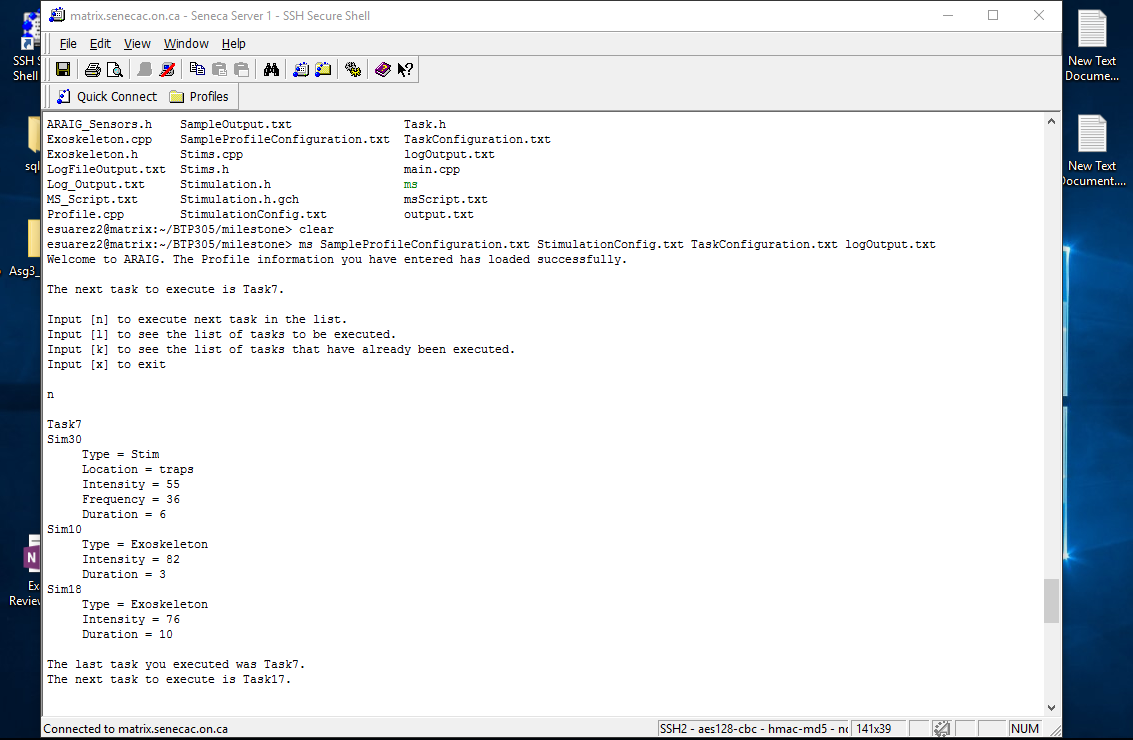 matrix.senecac.on.ca - Seneca Server 1 - SSH Secure Shell
File Edit View Window Help
Quick Connect Profiles
SSH S
Shell
sql
Asg3_
N
Ex
Review
New Text
Docume...
New Text
Document....
ARAIG_Sensors.h SampleOutput.txt Task.h
Exoskeleton.cpp SampleProfileConfiguration.txt TaskConfiguration.txt
Exoskeleton.h Stims.cpp logOutput.txt
LogFileOutput.txt Stims.h main.cpp
Log_Output.txt Stimulation.h ms
MS_Script.txt Stimulation.h.gch msScript.txt
Profile.cpp StimulationConfig.txt output.txt
esuarez2@matrix:~/BTP305/milestone> clear
esuarez2@matrix:~/BTP305/milestone> ms SampleProfileConfiguration.txt StimulationConfig.txt TaskConfiguration.txt logOutput.txt
Welcome to ARAIG. The Profile information you have entered has loaded successfully.
The next task to execute is Task7.
Input [n] to execute next task in the list.
Input [l] to see the list of tasks to be executed.
Input [k] to see the list of tasks that have already been executed.
Input [x] to exit
n
Task7
Sim30
Type = Stim
Location = traps
Intensity = 55
Frequency = 36
Duration = 6
Sim10
Type = Exoskeleton
Intensity = 82
Duration = 3
Sim18
Type = Exoskeleton
Intensity = 76
Duration = 10
The last task you executed was Task7.
The next task to execute is Task17.
Connected to matrix.senecac.on.ca SSH2 - aes128-cbc - hmac-md5 - nc 141x39 NUM